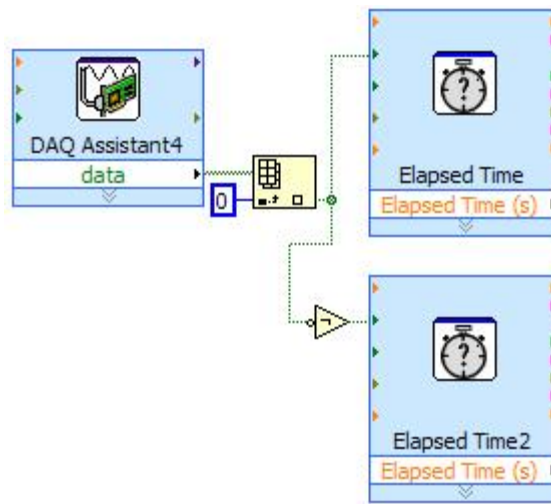 DAQ Assistant4
data
0
Elapsed Time
Elapsed Time (s)
?
Elapsed Time2
Elapsed Time (s)
?